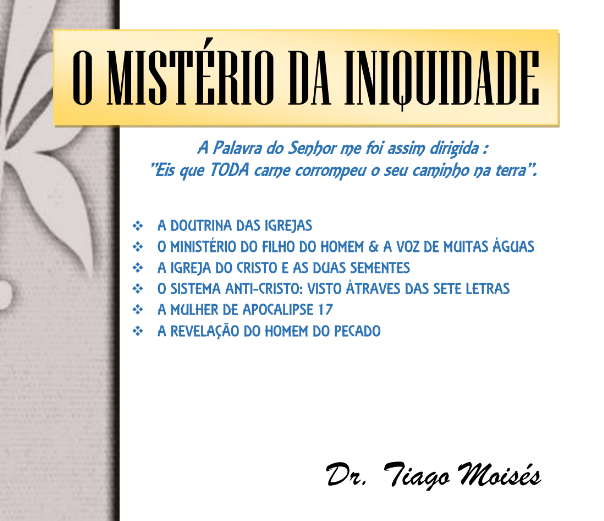 O MISTÉRIO DA INIQUIDADE
A Palavra do Senhor me foi assim dirigida :
”Eis que TODA carne corrompeu o seu caminho na terra”.
❖ A DOUTRINA DAS IGREJAS
❖ O MINISTÉRIO DO FILHO DO HOMEM & A VOZ DE MUITAS ÁGUAS
❖ A IGREJA DO CRISTO E AS DUAS SEMENTES
❖ O SISTEMA ANTI-CRISTO: VISTO ÁTRAVES DAS SETE LETRAS
❖ A MULHER DE APOCALIPSE 17
❖ A REVELAÇÃO DO HOMEM DO PECADO
Dr. Tiago Moisés